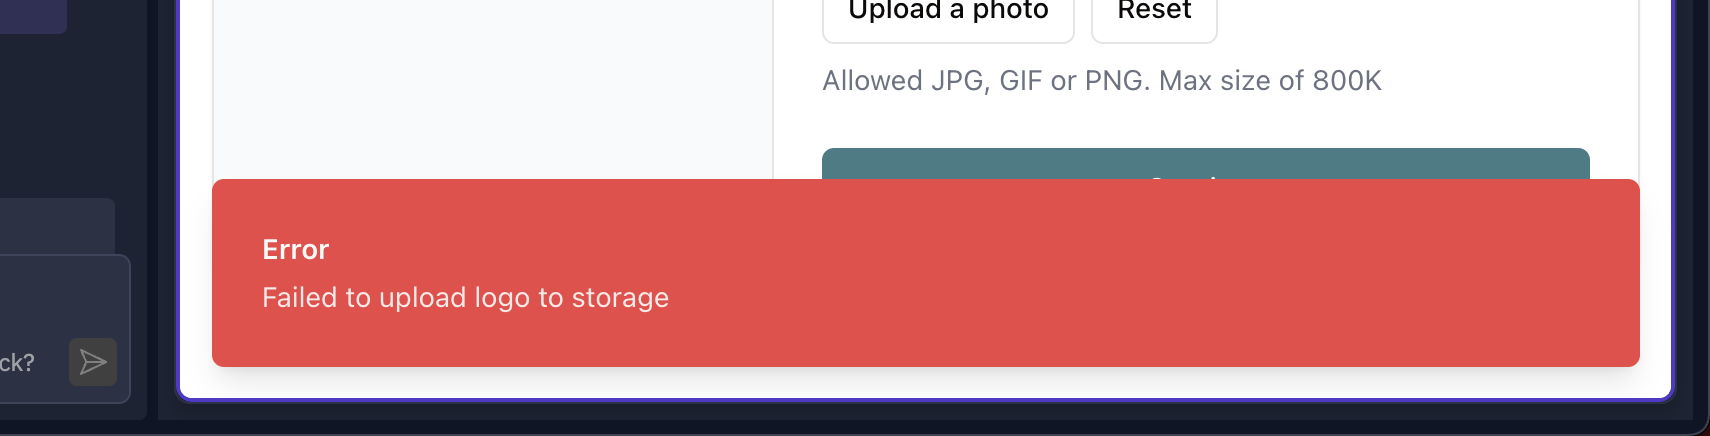 Upload a photo
Reset
Allowed JPG, GIF or PNG. Max size of 800K
Error
Failed to upload logo to storage
ck?